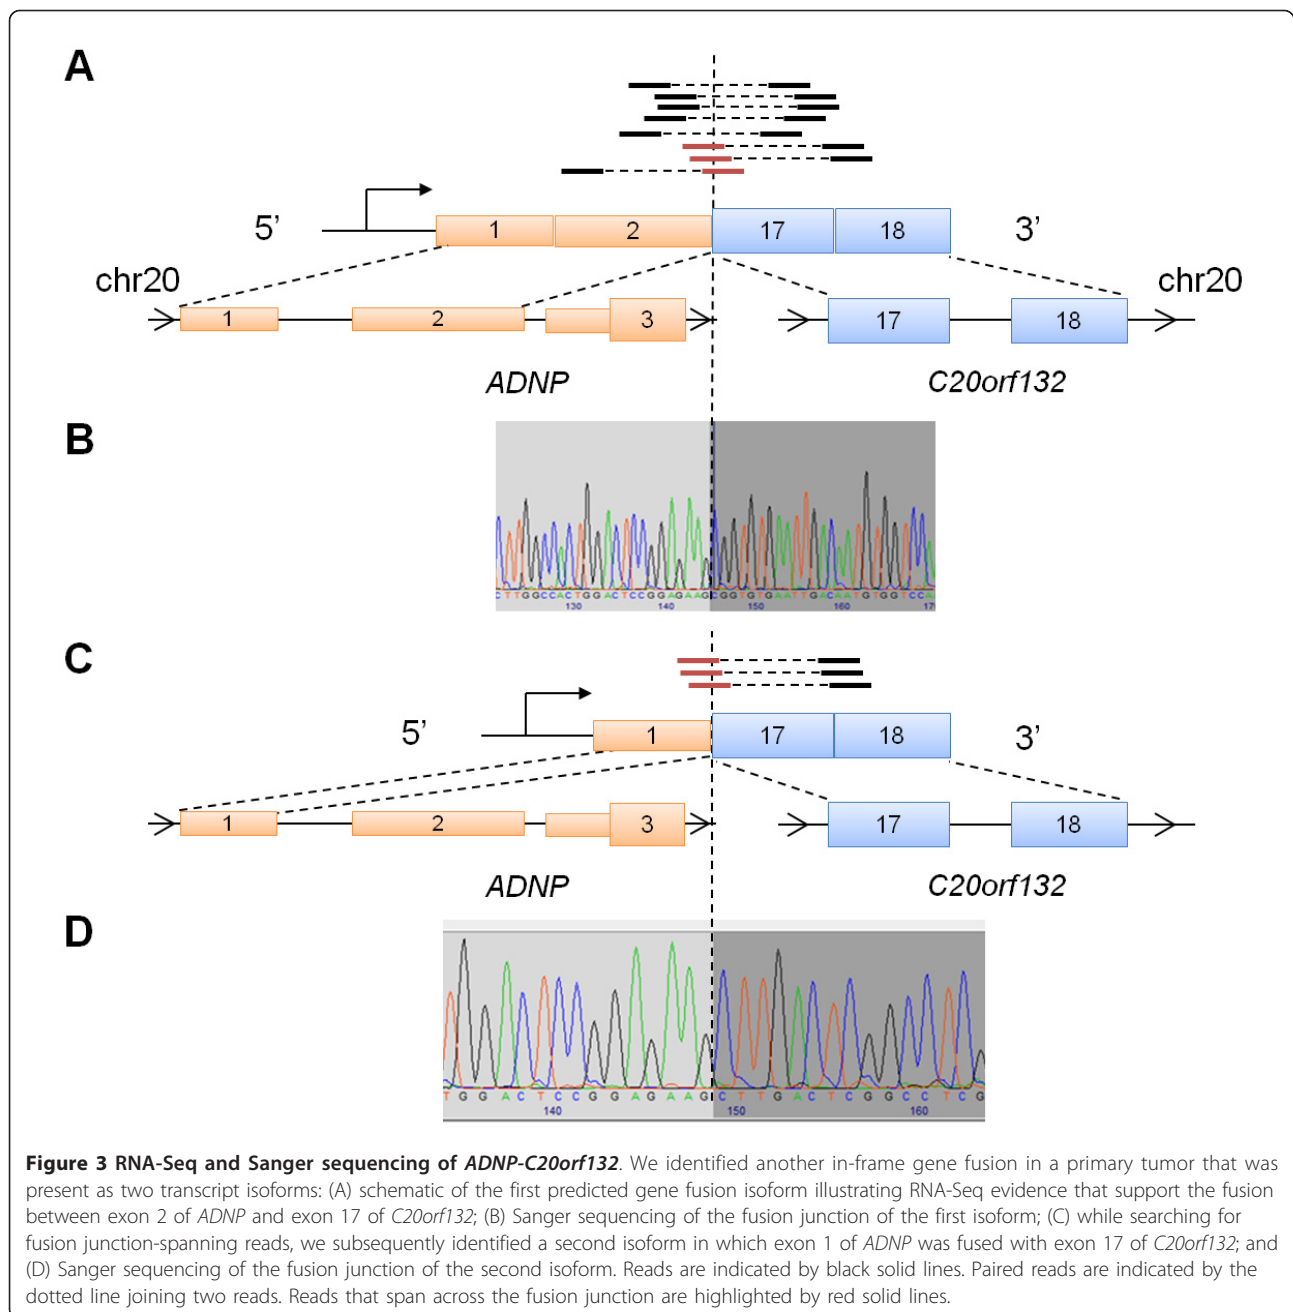 A
5’
1
2
17
18
3’
chr20
chr20
1
2
3
17
18
ADNP
C20orf132
B
CTTGGCCACTGGACTCCGGAGAAGCGGTGTGAATTGACAATGTGGTCCA
130
140
150
160
17
C
5’
1
17
18
3’
1
2
3
17
18
ADNP
C20orf132
D
TGGACTCCGGAGAAGCTTGACTCGGCCTCG
140
150
160
Figure 3 RNA-Seq and Sanger sequencing of ADNP-C20orf132. We identified another in-frame gene fusion in a primary tumor that was
present as two transcript isoforms: (A) schematic of the first predicted gene fusion isoform illustrating RNA-Seq evidence that support the fusion
between exon 2 of ADNP and exon 17 of C20orf132; (B) Sanger sequencing of the fusion junction of the first isoform; (C) while searching for
fusion junction-spanning reads, we subsequently identified a second isoform in which exon 1 of ADNP was fused with exon 17 of C20orf132; and
(D) Sanger sequencing of the fusion junction of the second isoform. Reads are indicated by black solid lines. Paired reads are indicated by the
dotted line joining two reads. Reads that span across the fusion junction are highlighted by red solid lines.